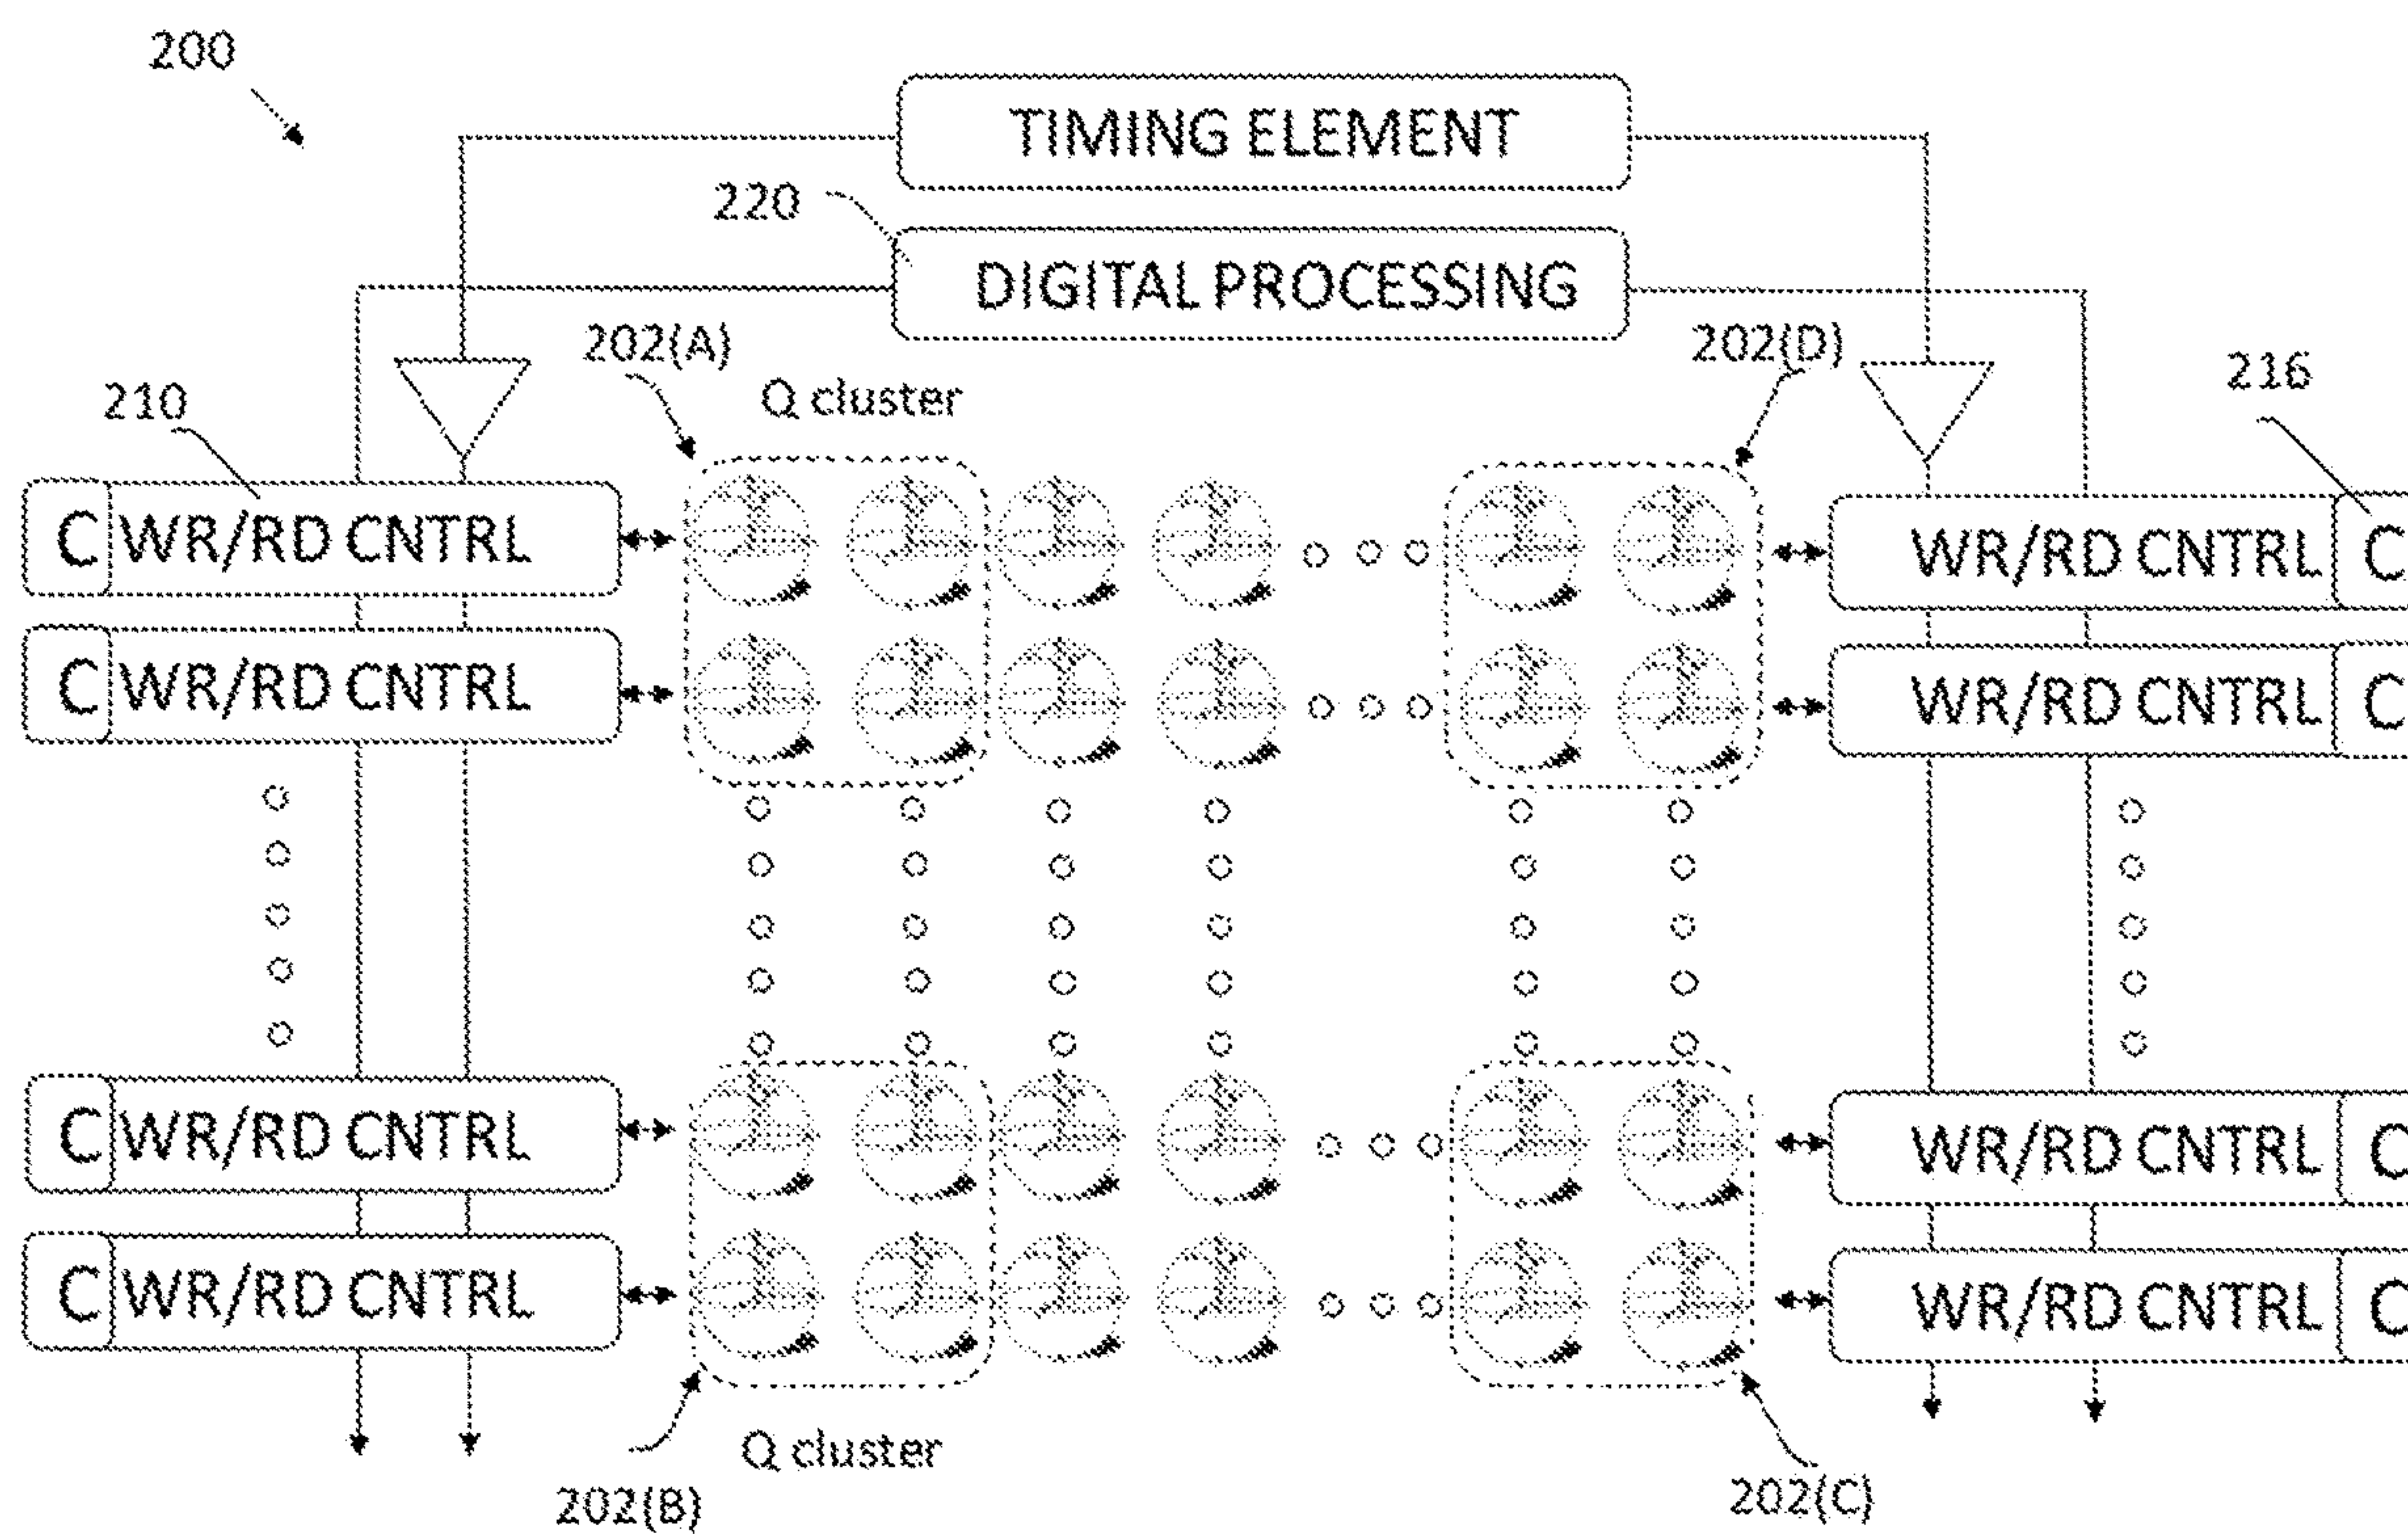 200
TIMING ELEMENT
220
DIGITAL PROCESSING
202(A)
202(D)
Q cluster
210
216
C WR/RD CNTRL
WR/RD CNTRL C
C WR/RD CNTRL
WR/RD CNTRL C
C WR/RD CNTRL
WR/RD CNTRL C
C WR/RD CNTRL
WR/RD CNTRL C
Q cluster
202(B)
202(C)